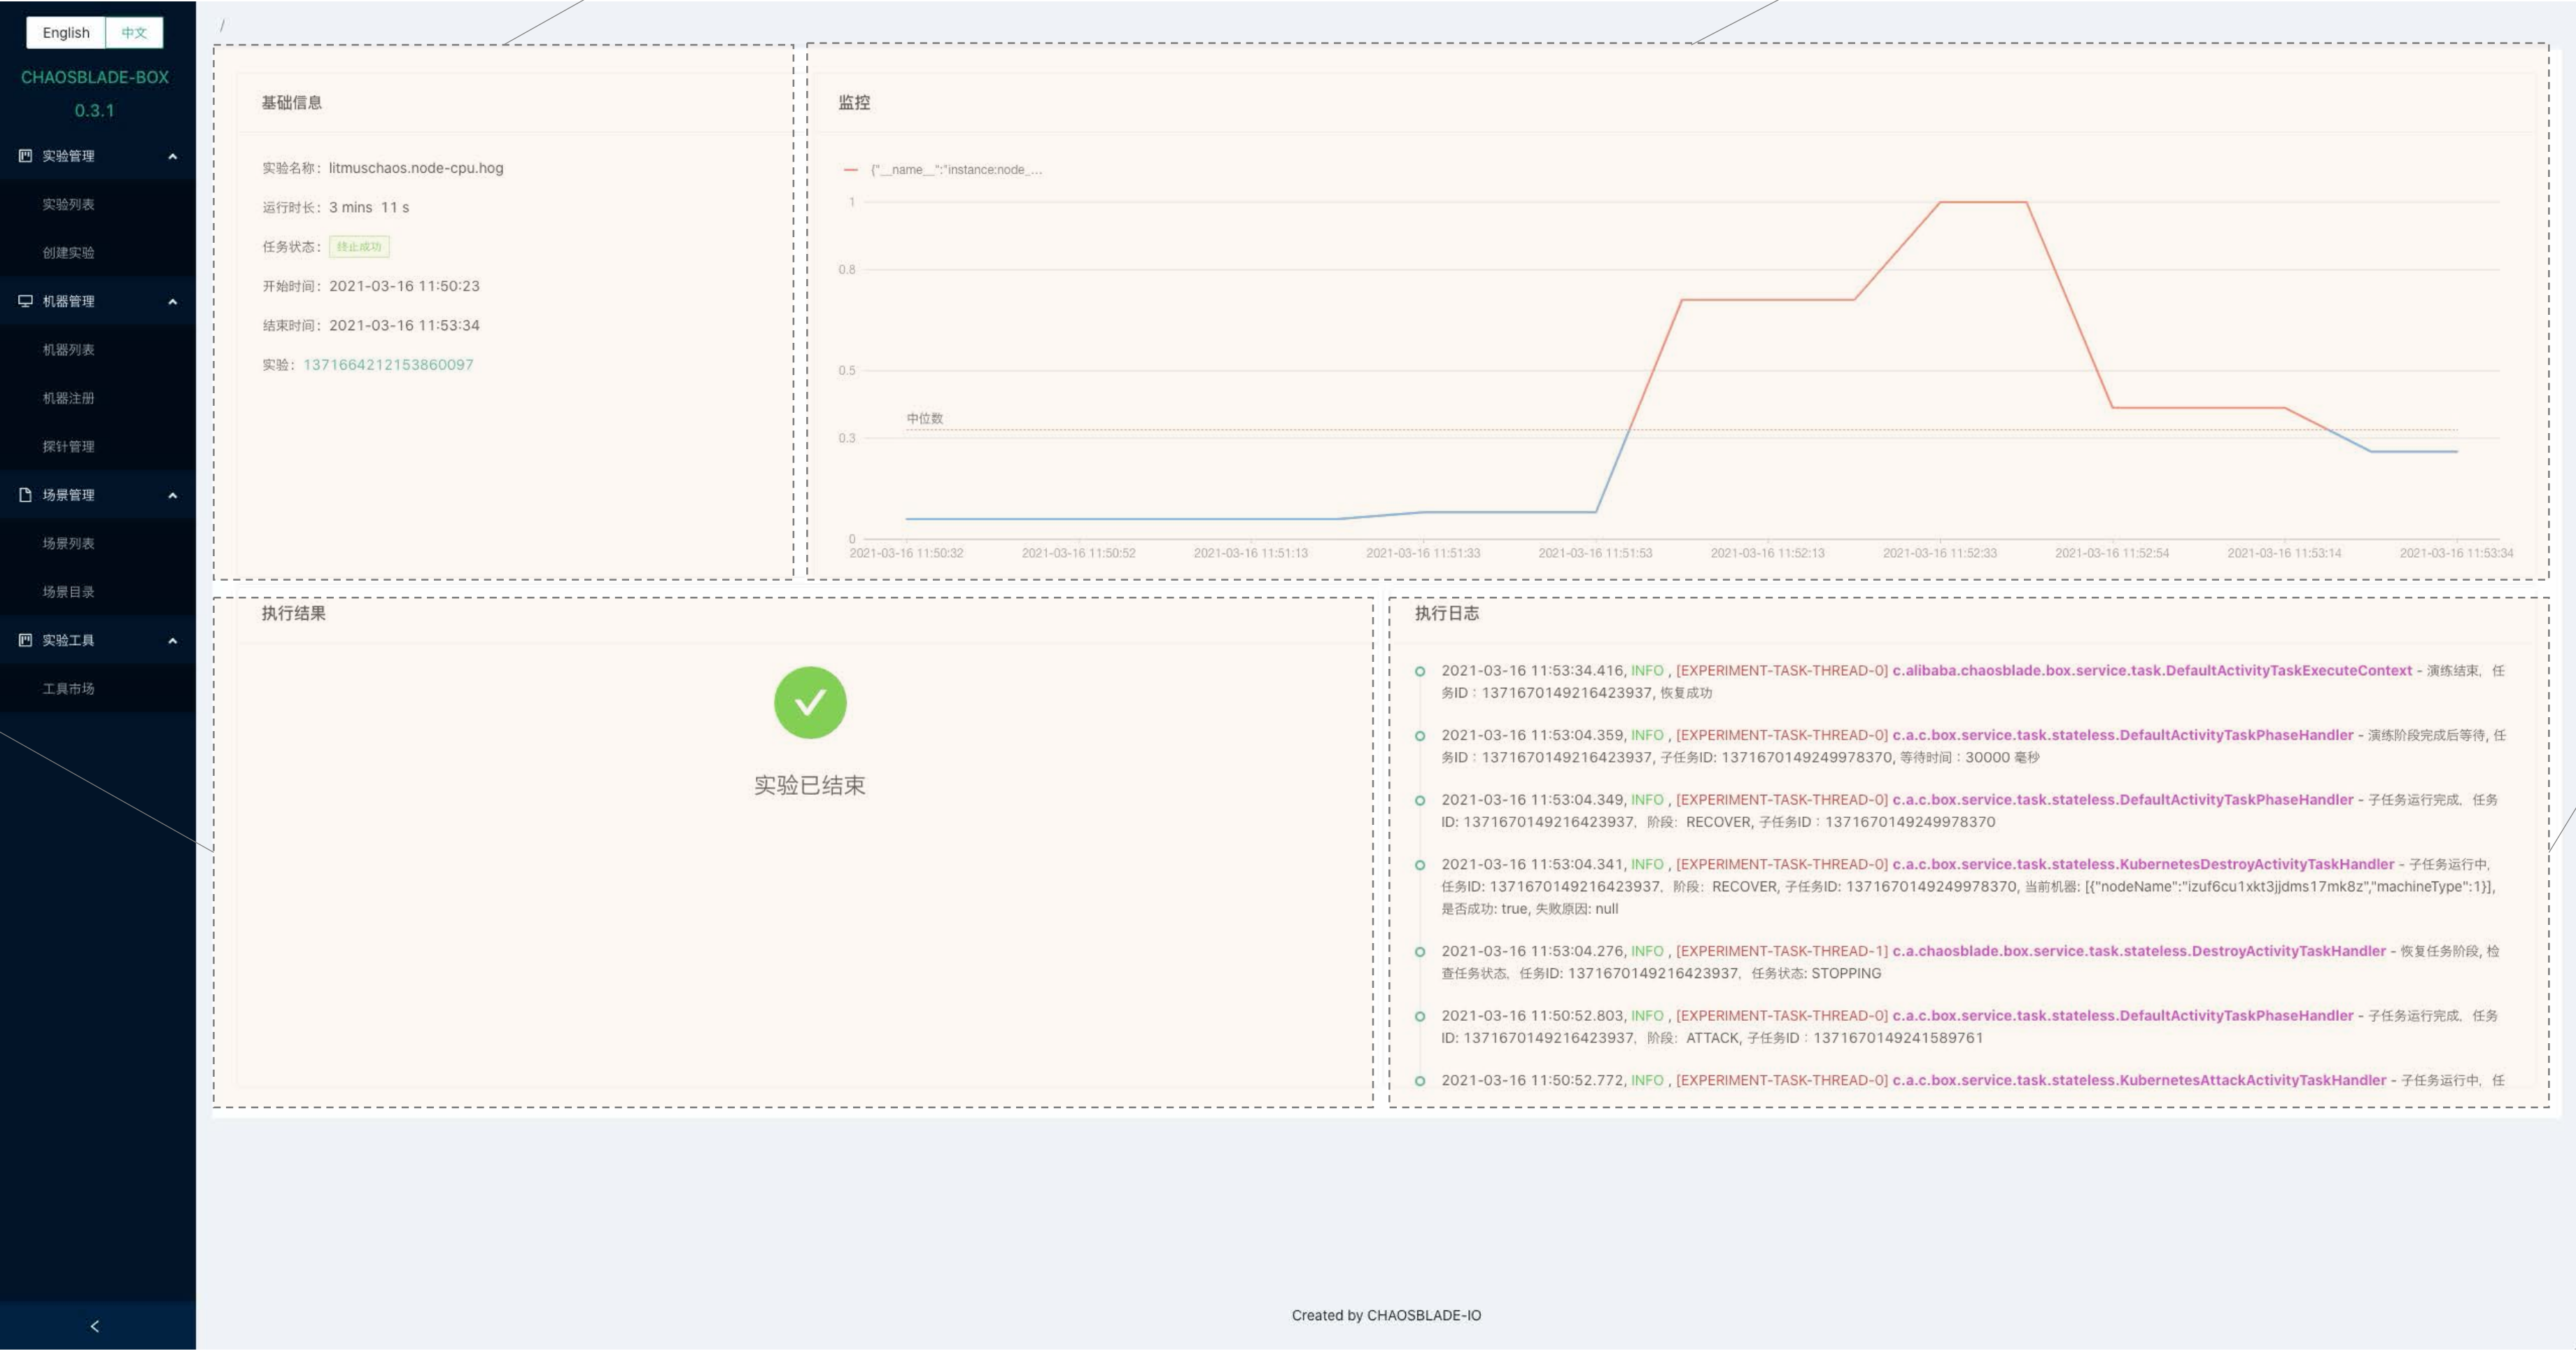 English 中文
/
CHAOSBLADE-BOX
0.3.1
实验管理
实验列表
创建实验
机器管理
机器列表
机器注册
探针管理
场景管理
场景列表
场景目录
实验工具
工具市场
基础信息
实验名称：litmuschaos.node-cpu.hog
运行时长：3 mins 11 s
任务状态：终止成功
开始时间：2021-03-16 11:50:23
结束时间：2021-03-16 11:53:34
实验：1371664212153860097
监控
{"__name__":"instance:node_...
1
0.8
0.5
中位数
0.3
0
2021-03-16 11:50:32 2021-03-16 11:50:52 2021-03-16 11:51:13 2021-03-16 11:51:33 2021-03-16 11:51:53 2021-03-16 11:52:13 2021-03-16 11:52:33 2021-03-16 11:52:54 2021-03-16 11:53:14 2021-03-16 11:53:34
执行结果
实验已结束
执行日志
2021-03-16 11:53:34.416, INFO , [EXPERIMENT-TASK-THREAD-0] c.alibaba.chaosblade.box.service.task.DefaultActivityTaskExecuteContext - 演练结束，任
务ID：1371670149216423937, 恢复成功
2021-03-16 11:53:04.359, INFO , [EXPERIMENT-TASK-THREAD-0] c.a.c.box.service.task.stateless.DefaultActivityTaskPhaseHandler - 演练阶段完成后等待, 任
务ID：1371670149216423937, 子任务ID: 1371670149249978370, 等待时间：30000 毫秒
2021-03-16 11:53:04.349, INFO , [EXPERIMENT-TASK-THREAD-0] c.a.c.box.service.task.stateless.DefaultActivityTaskPhaseHandler - 子任务运行完成，任务
ID: 1371670149216423937，阶段：RECOVER, 子任务ID：1371670149249978370
2021-03-16 11:53:04.341, INFO , [EXPERIMENT-TASK-THREAD-0] c.a.c.box.service.task.stateless.KubernetesDestroyActivityTaskHandler - 子任务运行中，
任务ID: 1371670149216423937，阶段：RECOVER, 子任务ID: 1371670149249978370, 当前机器: [{"nodeName":"izuf6cu1xkt3jjdms17mk8z","machineType":1}],
是否成功: true, 失败原因: null
2021-03-16 11:53:04.276, INFO , [EXPERIMENT-TASK-THREAD-1] c.a.chaosblade.box.service.task.stateless.DestroyActivityTaskHandler - 恢复任务阶段, 检
查任务状态，任务ID: 1371670149216423937，任务状态: STOPPING
2021-03-16 11:50:52.803, INFO , [EXPERIMENT-TASK-THREAD-0] c.a.c.box.service.task.stateless.DefaultActivityTaskPhaseHandler - 子任务运行完成，任务
ID: 1371670149216423937，阶段：ATTACK, 子任务ID：1371670149241589761
2021-03-16 11:50:52.772, INFO , [EXPERIMENT-TASK-THREAD-0] c.a.c.box.service.task.stateless.KubernetesAttackActivityTaskHandler - 子任务运行中，任
Created by CHAOSBLADE-IO